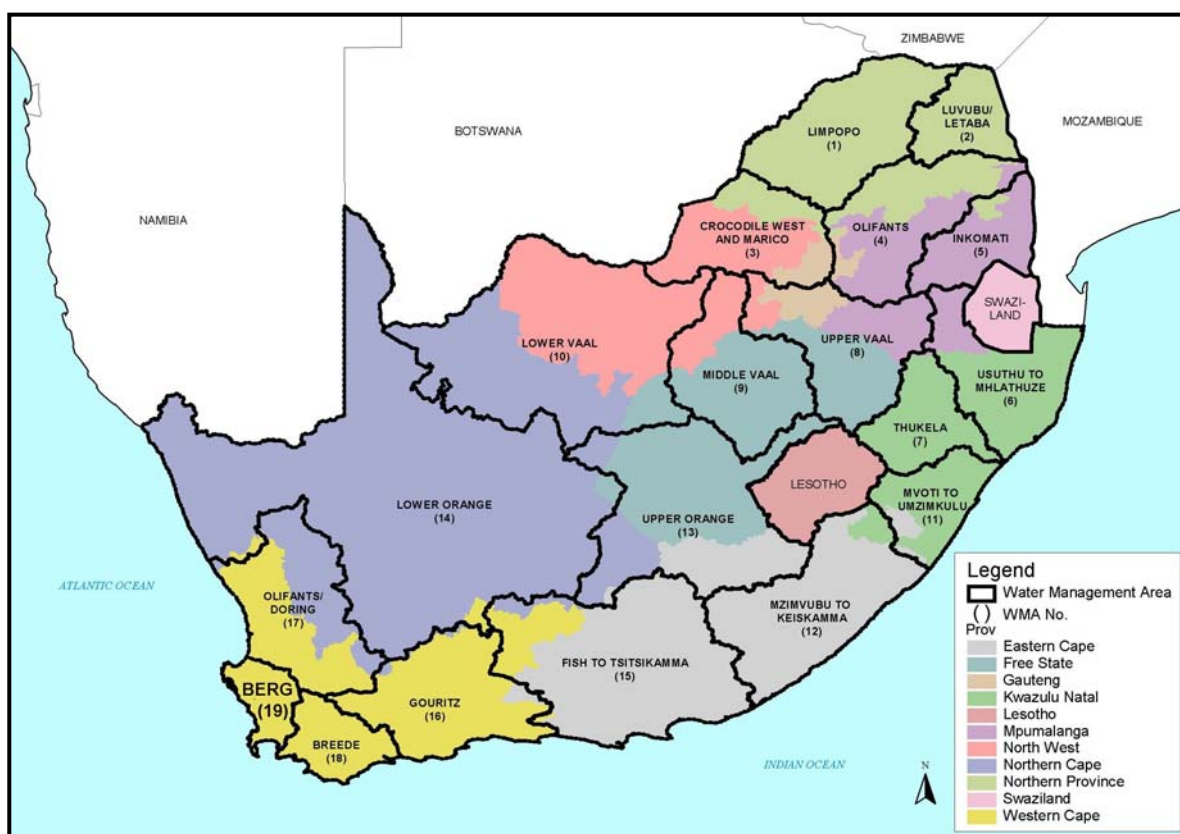 ZIMBABWE
BOTSWANA
MOZAMBIQUE
NAMIBIA
LIMPOPO
(1)
LUVUBU/
LETABA
(2)
CROCODILE WEST
AND MARICO
(3)
OLIFANTS
(4)
INKOMATI
(5)
SWAZI-
LAND
LOWER VAAL
(10)
UPPER VAAL
(8)
MIDDLE VAAL
(9)
USUTHU TO
MHLATHUZE
(6)
THUKELA
(7)
LESOTHO
MVOTI TO
UMZIMKULU
(11)
LOWER ORANGE
(14)
UPPER ORANGE
(13)
ATLANTIC OCEAN
OLIFANTS/
DORING
(17)
MZIMVUBU TO
KEISKAMMA
(12)
FISH TO TSITSIKAMMA
(15)
BERG
(19)
GOURITZ
(16)
BREEDE
(18)
INDIAN OCEAN
N
Legend
Water Management Area
( ) WMA No.
Prov
Eastern Cape
Free State
Gauteng
Kwazulu Natal
Lesotho
Mpumalanga
North West
Northern Cape
Northern Province
Swaziland
Western Cape